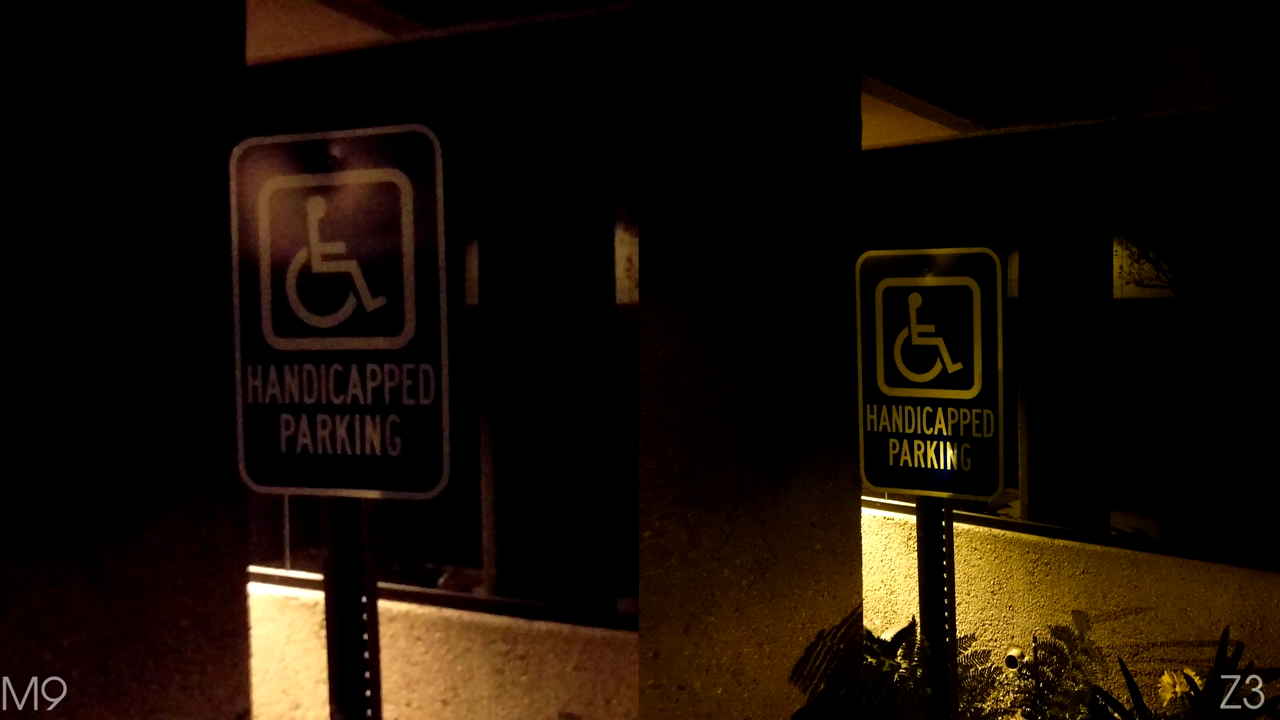 HANDICAPPED
PARKING
HANDICAPPED
PARKING
M9
Z3